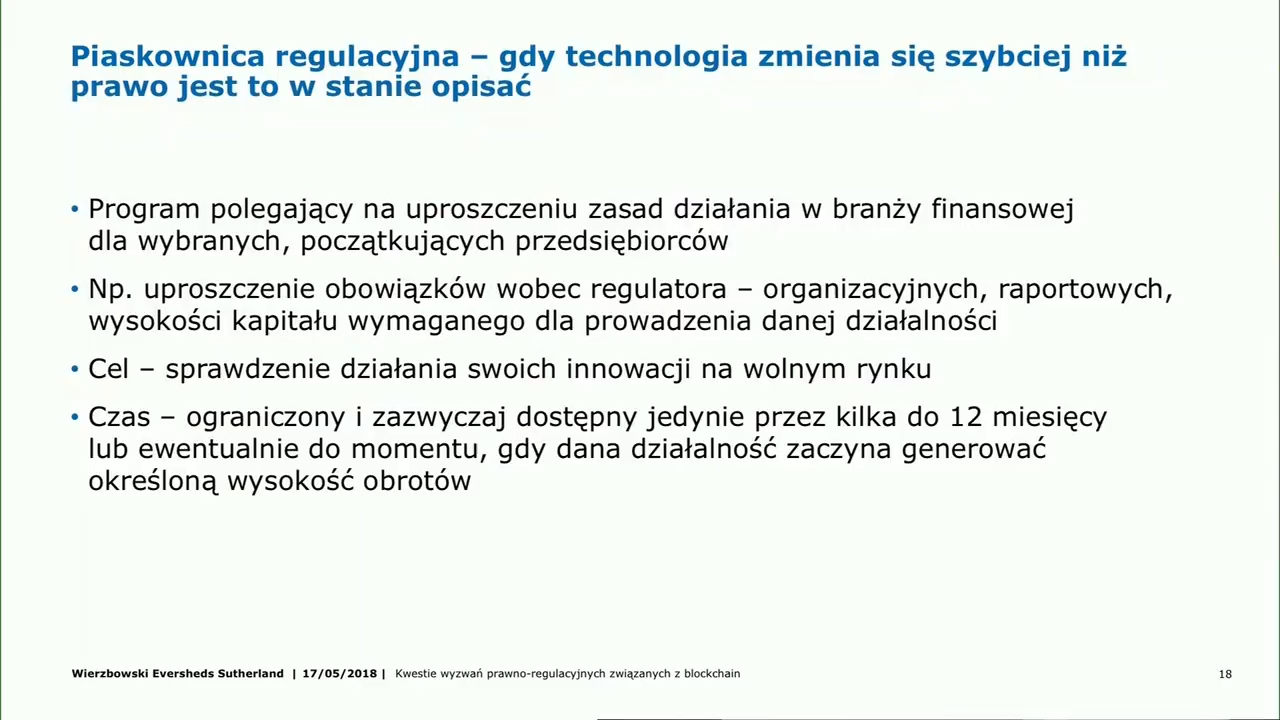 Piaskownica regulacyjna – gdy technologia zmienia się szybciej niż
prawo jest to w stanie opisać
• Program polegający na uproszczeniu zasad działania w branży finansowej
dla wybranych, początkujących przedsiębiorców
• Np. uproszczenie obowiązków wobec regulatora – organizacyjnych, raportowych,
wysokości kapitału wymaganego dla prowadzenia danej działalności
• Cel – sprawdzenie działania swoich innowacji na wolnym rynku
• Czas – ograniczony i zazwyczaj dostępny jedynie przez kilka do 12 miesięcy
lub ewentualnie do momentu, gdy dana działalność zaczyna generować
określoną wysokość obrotów
Wierzbowski Eversheds Sutherland | 17/05/2018 | Kwestie wyzwań prawno-regulacyjnych związanych z blockchain 18